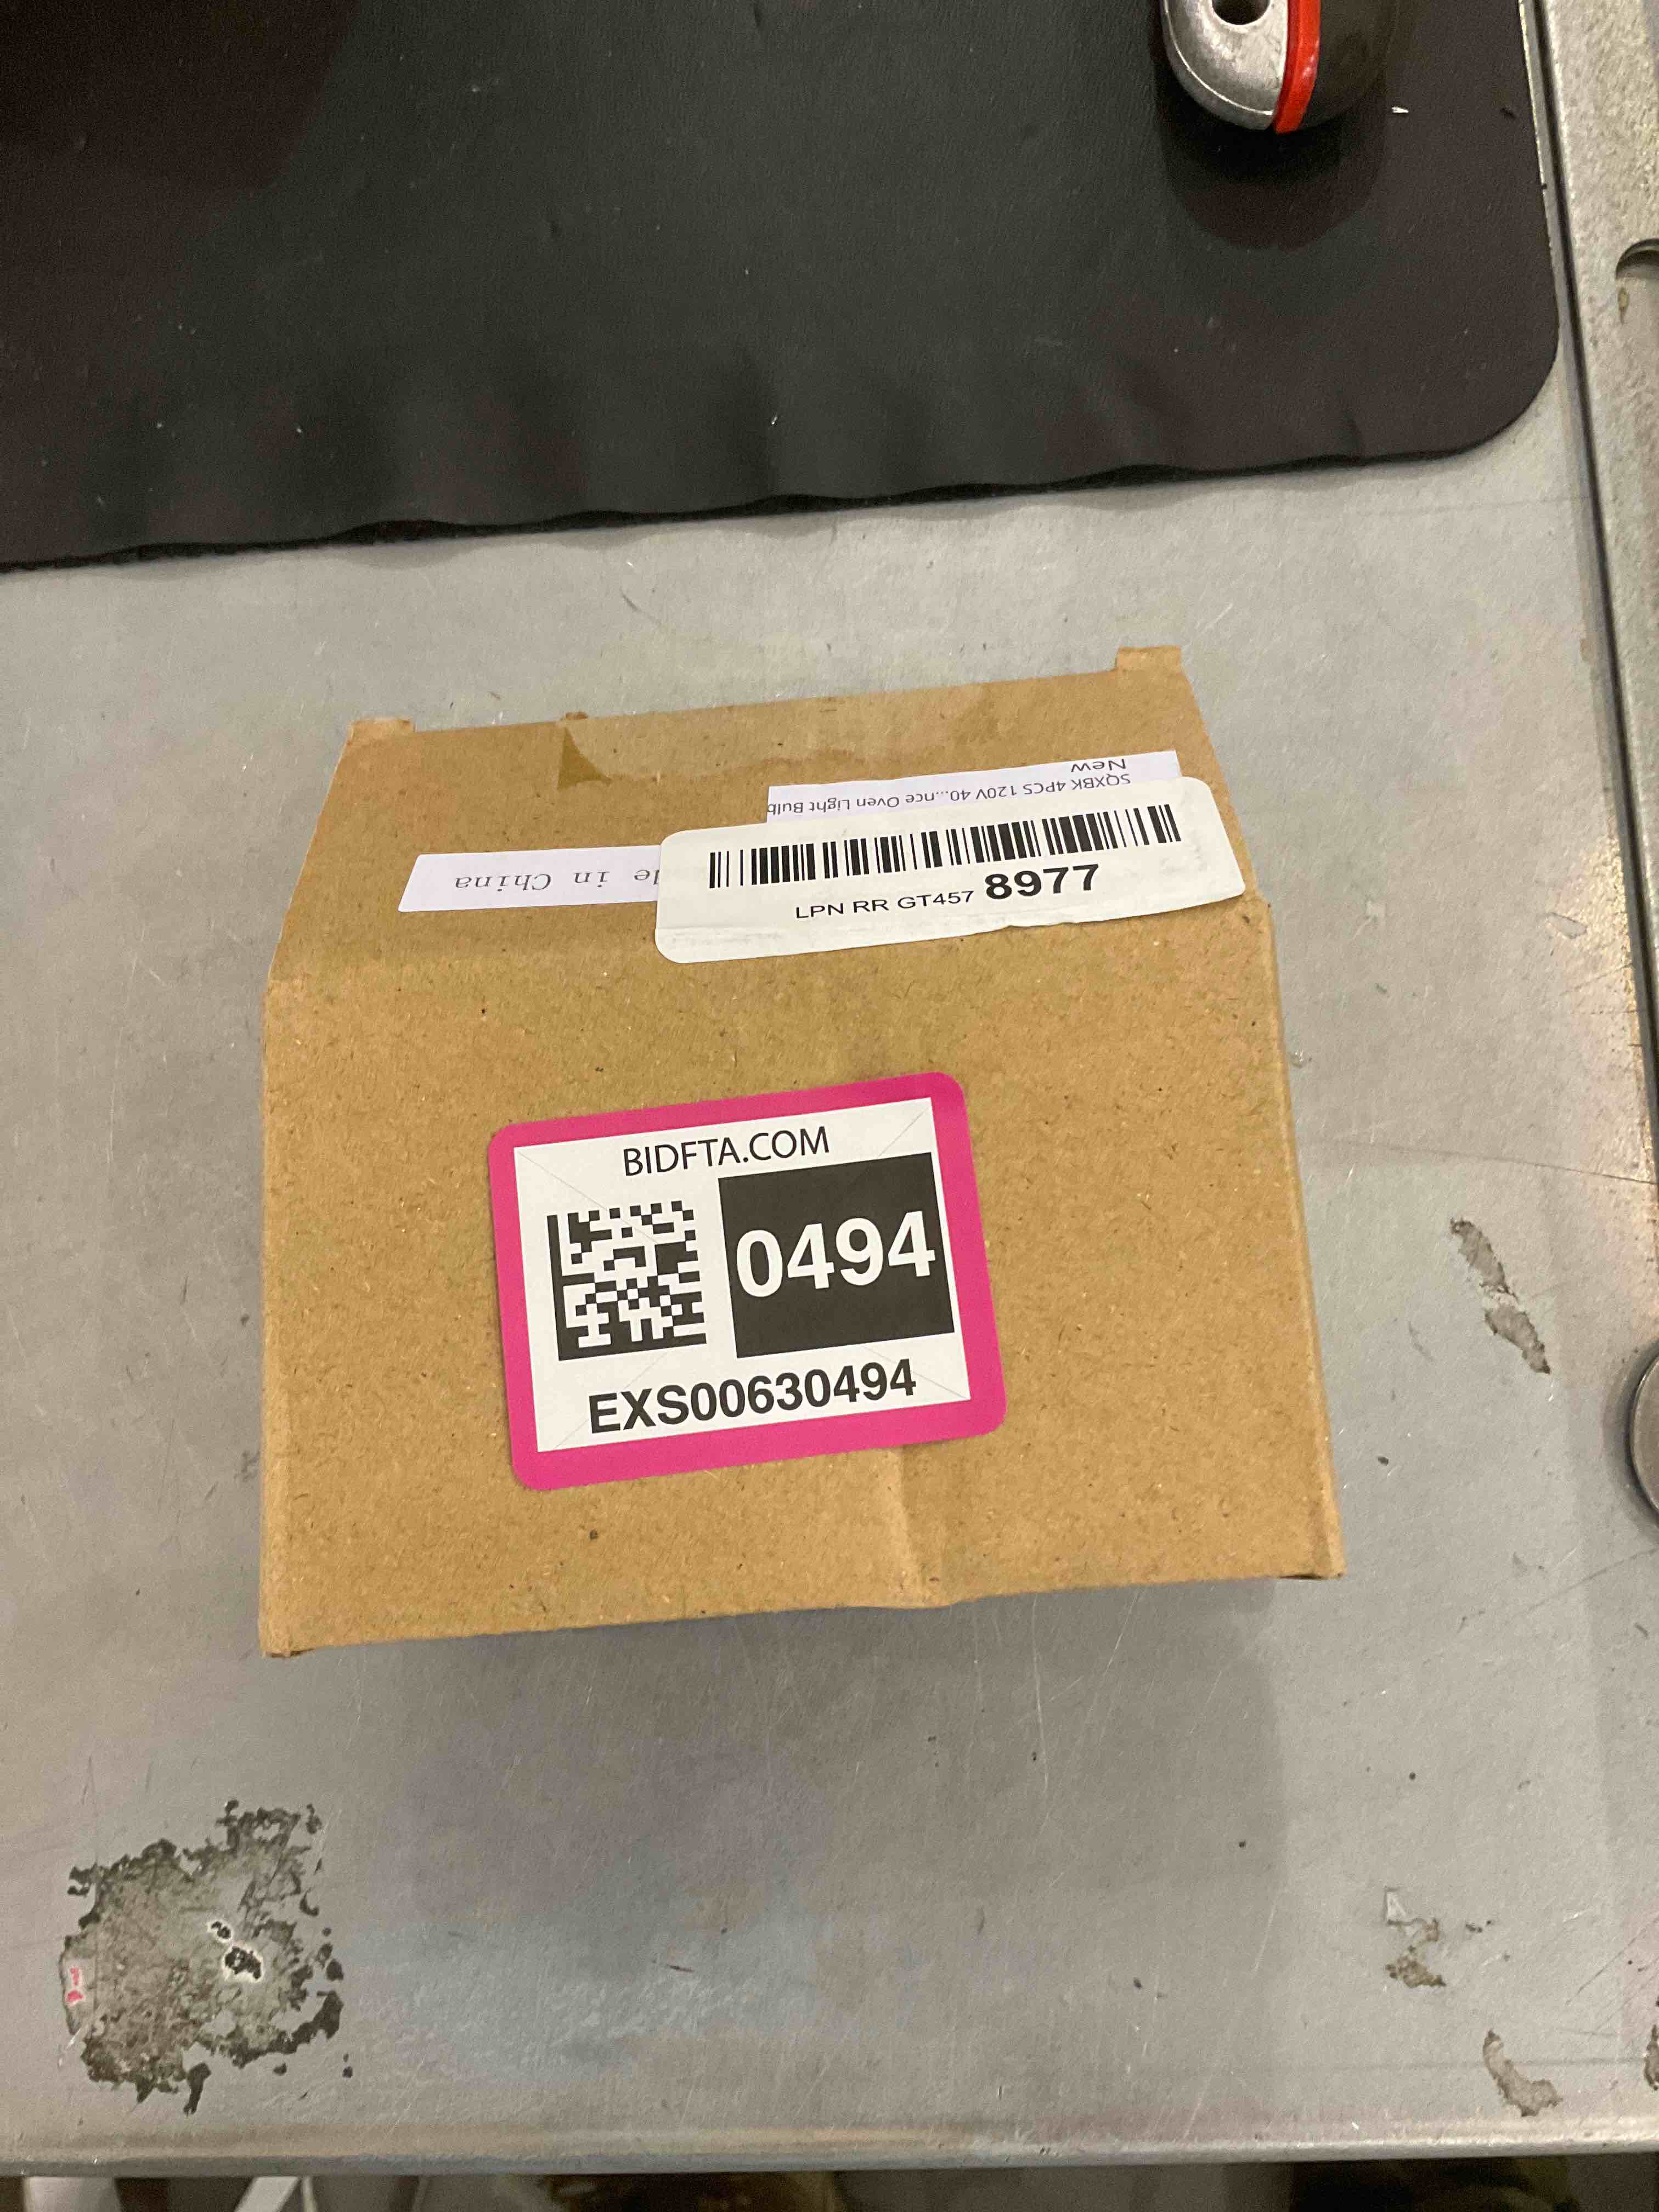 SQXBK 4PCS 120V 40...nce Oven Light Bulb
New
in China
LPN RR GT457 8977
BIDFTA.COM
0494
EXS00630494